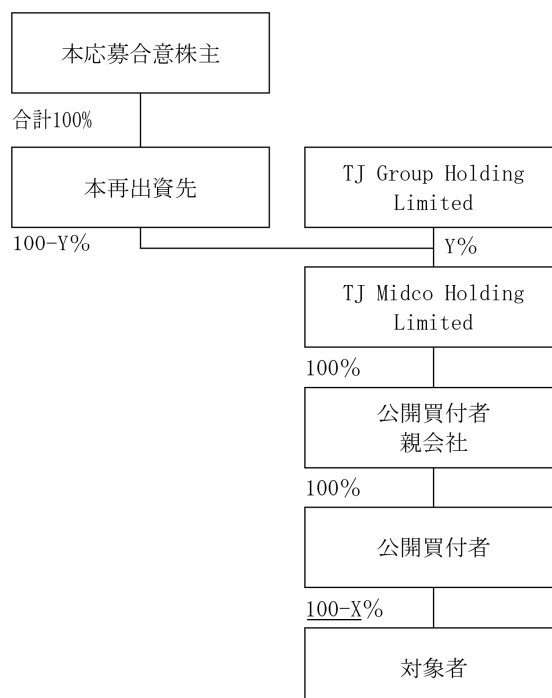 本応募合意株主
合計100%
本再出資先
TJ Group Holding
Limited
100-Y%
Y%
TJ Midco Holding
Limited
100%
公開買付者
親会社
100%
公開買付者
100-X%
対象者